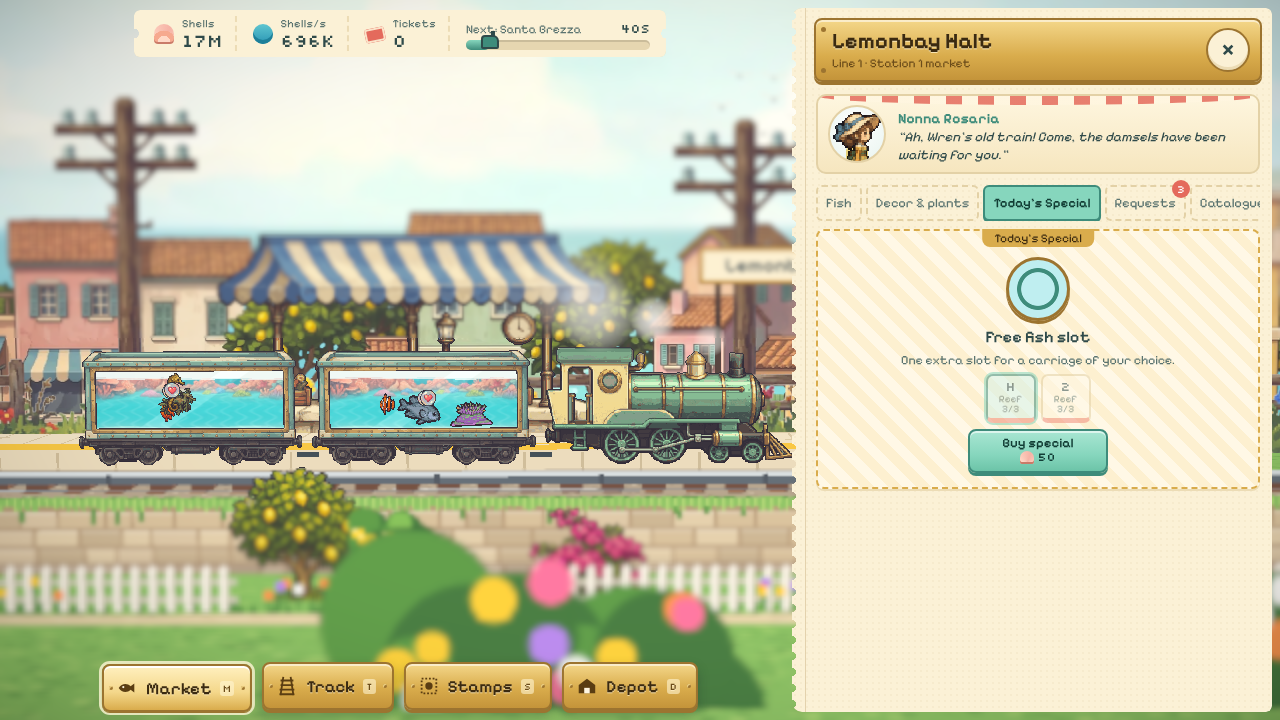 Shells
17M
Shells/s
696K
Tickets
0
Next: Santa Brezza
40S
Lemonbay Halt
Line 1 · Station 1 market
Nonna Rosaria
"Ah, Wren's old train! Come, the damsels have been
waiting for you."
Fish
Decor & plants
Today's Special
Requests
3
Catalogue
Today's Special
Free fish slot
One extra slot for a carriage of your choice.
H
Reef
3/3
2
Reef
3/3
Buy special
50
Market M
Track T
Stamps S
Depot D